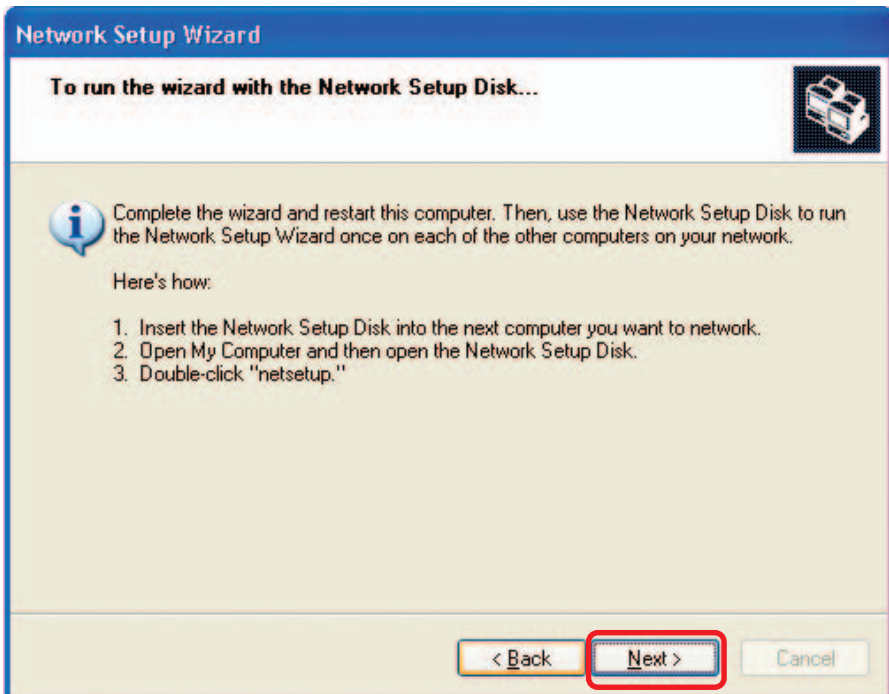 Network Setup Wizard
To run the wizard with the Network Setup Disk...
Complete the wizard and restart this computer. Then, use the Network Setup Disk to run
the Network Setup Wizard once on each of the other computers on your network.
Here's how:
1. Insert the Network Setup Disk into the next computer you want to network.
2. Open My Computer and then open the Network Setup Disk.
3. Double-click "netsetup."
< Back
Next >
Cancel